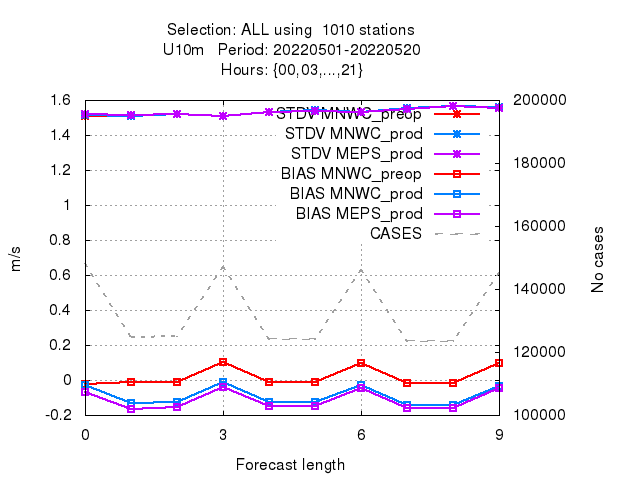 Selection: ALL using  1010 stations
U10m   Period: 20220501-20220520
Hours: {00,03,...,21}
1.6 200000
STDV MNWC_preop
1.4 STDV MNWC_prod
STDV MEPS_prod 180000
1.2 BIAS MNWC_preop
BIAS MNWC_prod
1 BIAS MEPS_prod 160000
0.8 CASES
m/s No cases
0.6 140000
0.4
0.2 120000
0
-0.2 100000
0 3 6 9
Forecast length